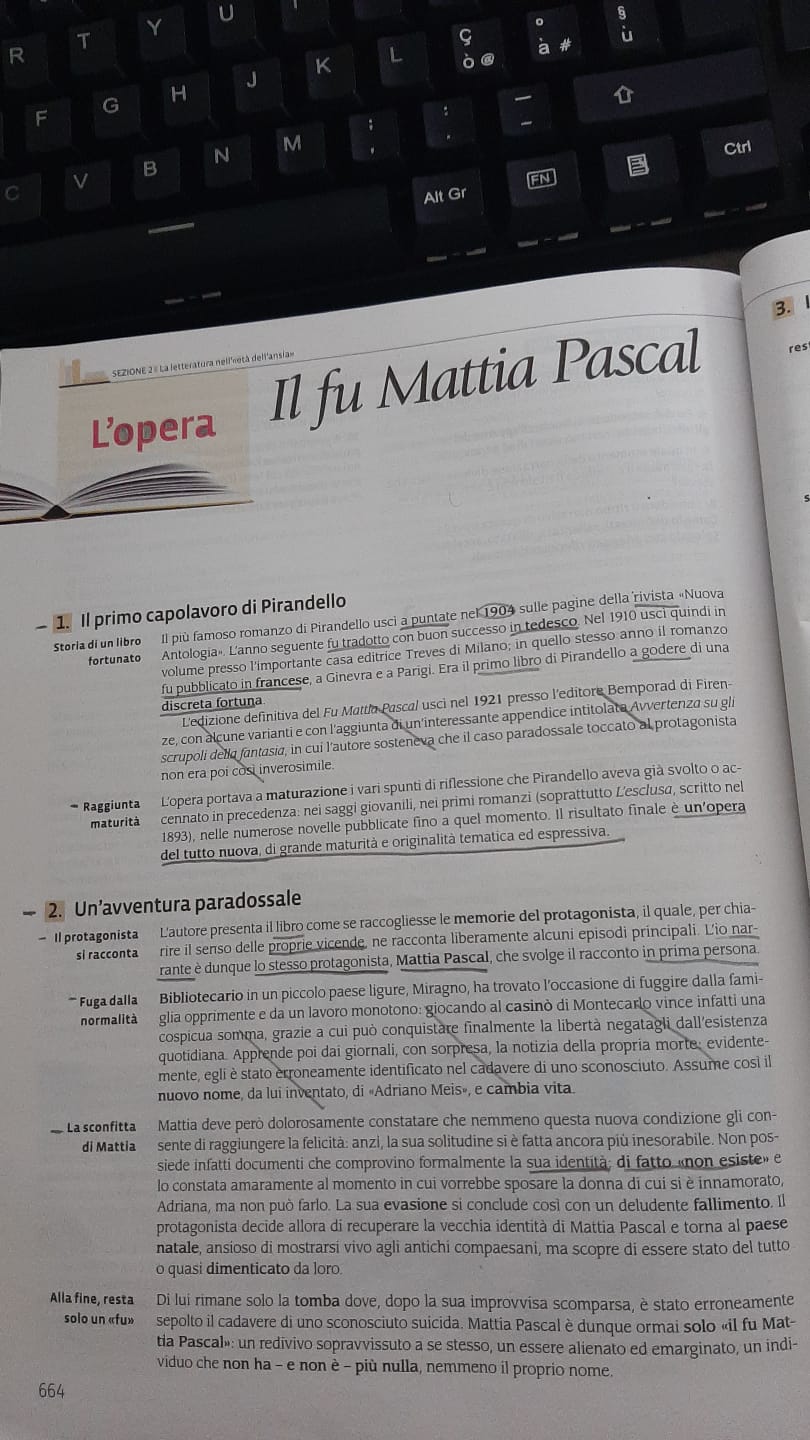 R T Y U
F G H J K L ç ò @ ° à # § ù
C V B N M ; , : . — -
Alt Gr FN Ctrl
SEZIONE 2 La letteratura nell'«età dell'ansia»
L'opera
Il fu Mattia Pascal
1. Il primo capolavoro di Pirandello
Storia di un libro
fortunato
Il più famoso romanzo di Pirandello uscì a puntate nel 1904 sulle pagine della rivista «Nuova
Antologia». L'anno seguente fu tradotto con buon successo in tedesco. Nel 1910 uscì quindi in
volume presso l'importante casa editrice Treves di Milano; in quello stesso anno il romanzo
fu pubblicato in francese, a Ginevra e a Parigi. Era il primo libro di Pirandello a godere di una
discreta fortuna.
L'edizione definitiva del Fu Mattia Pascal uscì nel 1921 presso l'editore Bemporad di Firen-
ze, con alcune varianti e con l'aggiunta di un'interessante appendice intitolata Avvertenza su gli
scrupoli della fantasia, in cui l'autore sosteneva che il caso paradossale toccato al protagonista
non era poi così inverosimile.
Raggiunta
maturità
L'opera portava a maturazione i vari spunti di riflessione che Pirandello aveva già svolto o ac-
cennato in precedenza: nei saggi giovanili, nei primi romanzi (soprattutto L'esclusa, scritto nel
1893), nelle numerose novelle pubblicate fino a quel momento. Il risultato finale è un'opera
del tutto nuova, di grande maturità e originalità tematica ed espressiva.
2. Un'avventura paradossale
Il protagonista
si racconta
L'autore presenta il libro come se raccogliesse le memorie del protagonista, il quale, per chia-
rire il senso delle proprie vicende, ne racconta liberamente alcuni episodi principali. L'io nar-
rante è dunque lo stesso protagonista, Mattia Pascal, che svolge il racconto in prima persona.
Fuga dalla
normalità
Bibliotecario in un piccolo paese ligure, Miragno, ha trovato l'occasione di fuggire dalla fami-
glia opprimente e da un lavoro monotono: giocando al casinò di Montecarlo vince infatti una
cospicua somma, grazie a cui può conquistare finalmente la libertà negatagli dall'esistenza
quotidiana. Apprende poi dai giornali, con sorpresa, la notizia della propria morte: evidente-
mente, egli è stato erroneamente identificato nel cadavere di uno sconosciuto. Assume così il
nuovo nome, da lui inventato, di «Adriano Meis», e cambia vita.
La sconfitta
di Mattia
Mattia deve però dolorosamente constatare che nemmeno questa nuova condizione gli con-
sente di raggiungere la felicità: anzi, la sua solitudine si è fatta ancora più inesorabile. Non pos-
siede infatti documenti che comprovino formalmente la sua identità; di fatto «non esiste» e
lo constata amaramente al momento in cui vorrebbe sposare la donna di cui si è innamorato,
Adriana, ma non può farlo. La sua evasione si conclude così con un deludente fallimento. Il
protagonista decide allora di recuperare la vecchia identità di Mattia Pascal e torna al paese
natale, ansioso di mostrarsi vivo agli antichi compaesani, ma scopre di essere stato del tutto
o quasi dimenticato da loro.
Alla fine, resta
solo un «fu»
Di lui rimane solo la tomba dove, dopo la sua improvvisa scomparsa, è stato erroneamente
sepolto il cadavere di uno sconosciuto suicida. Mattia Pascal è dunque ormai solo «il fu Mat-
tia Pascal»: un redivivo sopravvissuto a se stesso, un essere alienato ed emarginato, un indi-
viduo che non ha – e non è – più nulla, nemmeno il proprio nome.
664
3.